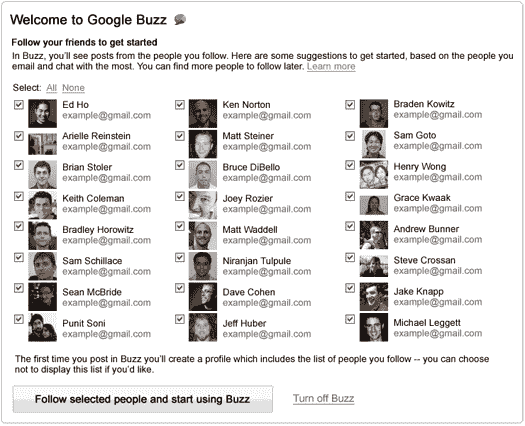 Welcome to Google Buzz
Follow your friends to get started
In Buzz, you'll see posts from the people you follow. Here are some suggestions to get started, based on the people you
email and chat with the most. You can find more people to follow later. Learn more
Select: All None
Ed Ho
example@gmail.com
Ken Norton
example@gmail.com
Braden Kowitz
example@gmail.com
Arielle Reinstein
example@gmail.com
Matt Steiner
example@gmail.com
Sam Goto
example@gmail.com
Brian Stoler
example@gmail.com
Bruce DiBello
example@gmail.com
Henry Wong
example@gmail.com
Keith Coleman
example@gmail.com
Joey Rozier
example@gmail.com
Grace Kwaak
example@gmail.com
Bradley Horowitz
example@gmail.com
Matt Waddell
example@gmail.com
Andrew Bunner
example@gmail.com
Sam Schillace
example@gmail.com
Niranjan Tulpule
example@gmail.com
Steve Crossan
example@gmail.com
Sean McBride
example@gmail.com
Dave Cohen
example@gmail.com
Jake Knapp
example@gmail.com
Punit Soni
example@gmail.com
Jeff Huber
example@gmail.com
Michael Leggett
example@gmail.com
The first time you post in Buzz you'll create a profile which includes the list of people you follow -- you can choose
not to display this list if you'd like.
Follow selected people and start using Buzz
Turn off Buzz